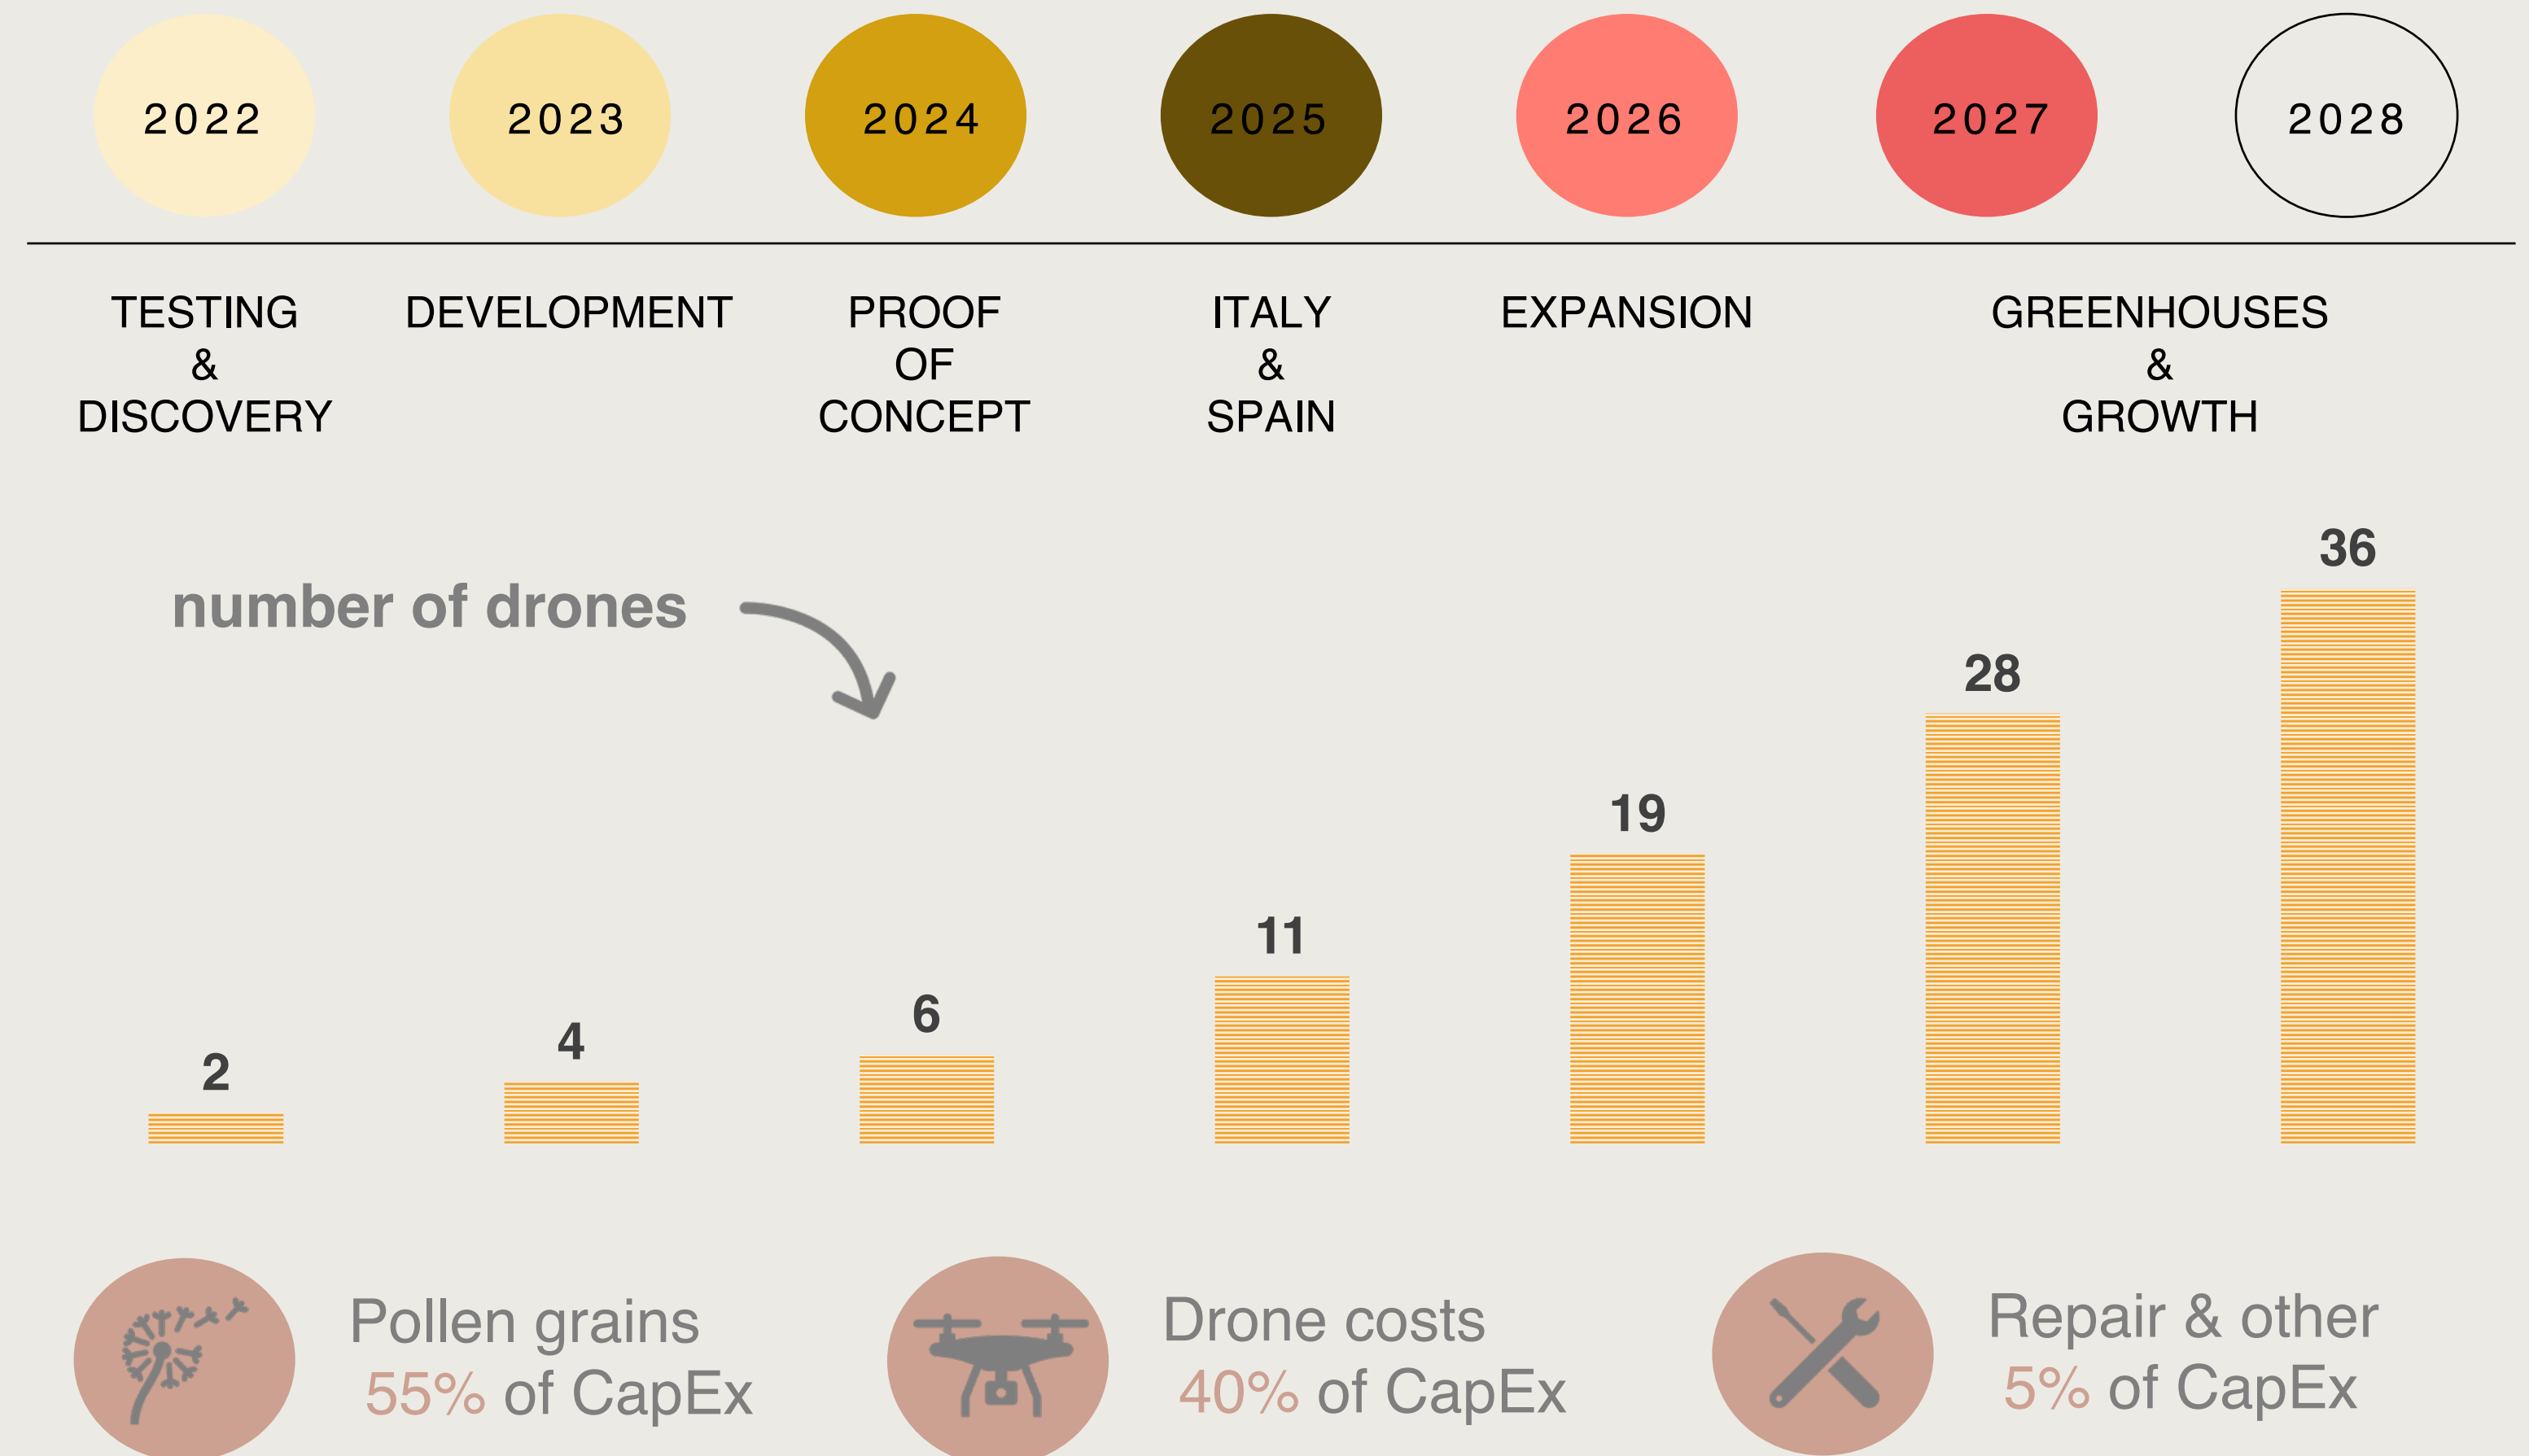 2022
2023
2024
2025
2026
2027
2028
TESTING
&
DISCOVERY
DEVELOPMENT
PROOF
OF
CONCEPT
ITALY
&
SPAIN
EXPANSION
GREENHOUSES
&
GROWTH
number of drones
2
4
6
11
19
28
36
Pollen grains
55% of CapEx
Drone costs
40% of CapEx
Repair & other
5% of CapEx